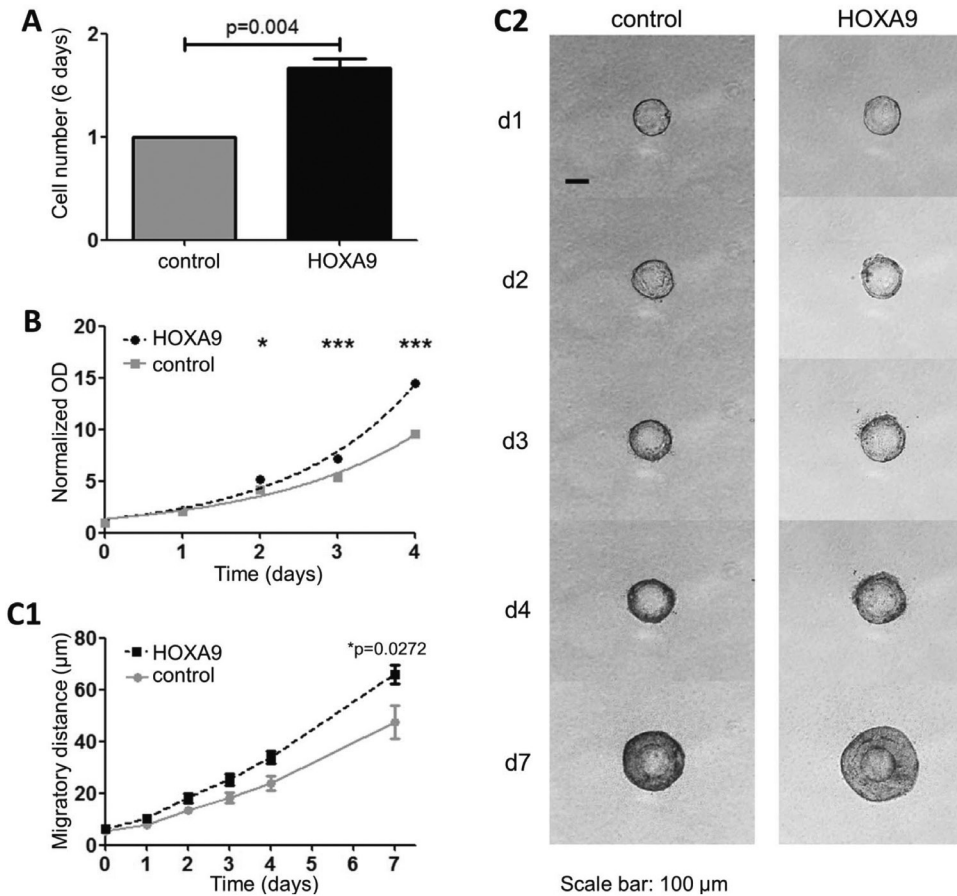 A
p=0.004
Cell number (6 days)
2
1
0
control
HOXA9
B
HOXA9
control
* *** ***
Normalized OD
20
15
10
5
0
0 1 2 3 4
Time (days)
C1
HOXA9
control
*p=0.0272
Migratory distance (µm)
80
60
40
20
0
0 1 2 3 4 5 6 7
Time (days)
C2
control HOXA9
d1
d2
d3
d4
d7
Scale bar: 100 µm